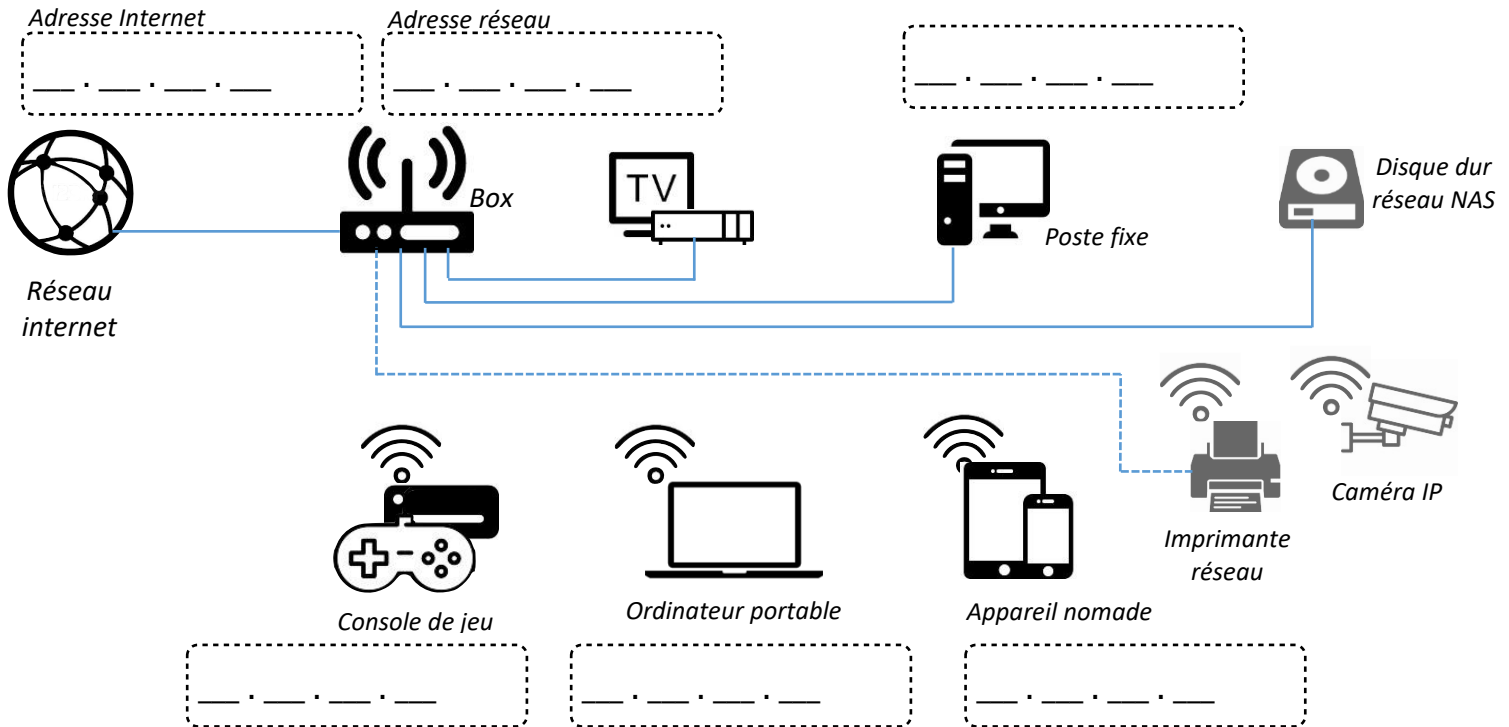 Adresse Internet
Adresse réseau
___ . ___ . ___ . ___
___ . ___ . ___ . ___
___ . ___ . ___ . ___
TV
Box
Poste fixe
Disque dur
réseau NAS
Réseau
internet
Caméra IP
Imprimante
réseau
Console de jeu
Ordinateur portable
Appareil nomade
___ . ___ . ___ . ___
___ . ___ . ___ . ___
___ . ___ . ___ . ___